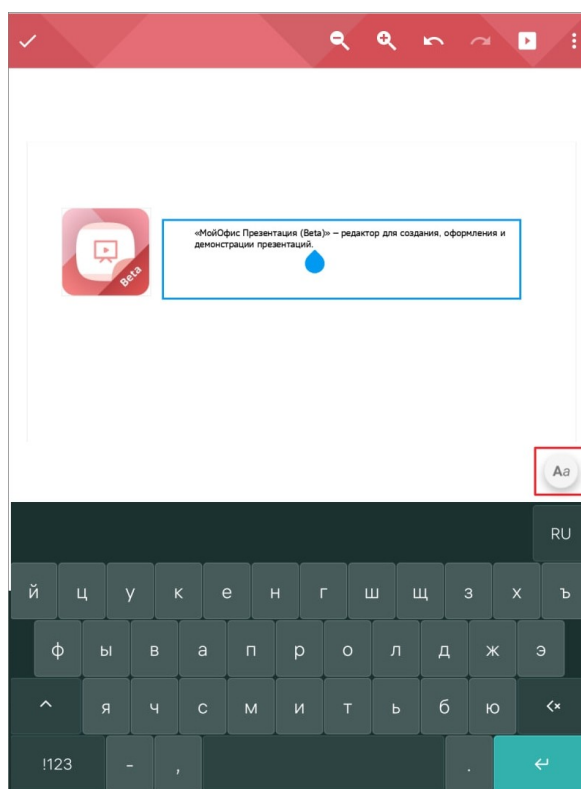 «МойОфис Презентация (Beta)» – редактор для создания, оформления и
демонстрации презентаций.
Beta
Aa
RU
й ц у к е н г ш щ з х ъ
ф ы в а п р о л д ж э
я ч с м и т ь б ю
!123 - , .